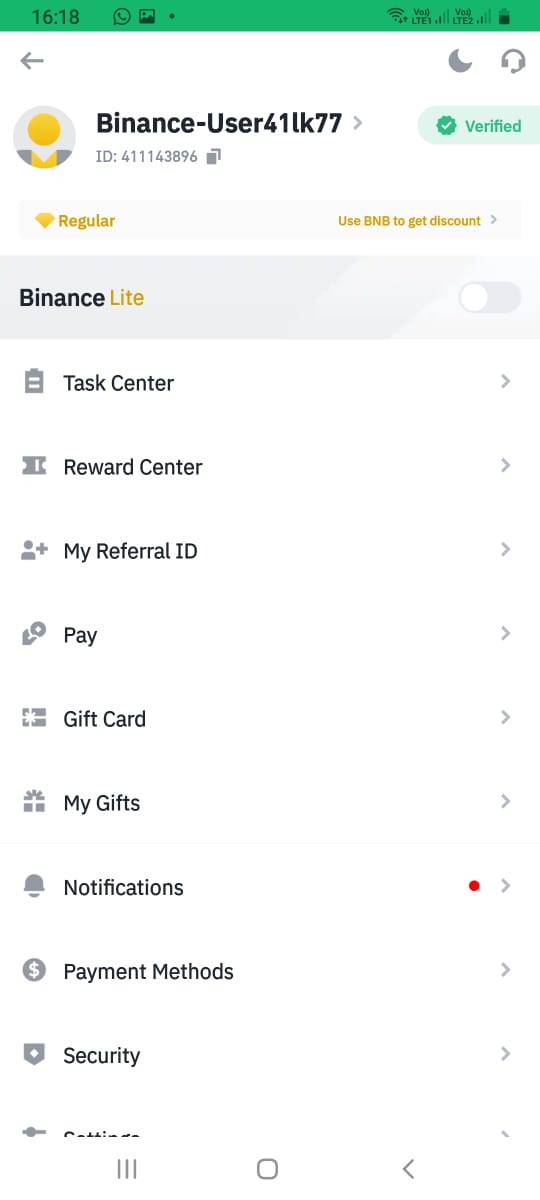 16:18 Vo)) LTE1 Vo)) LTE2
Binance-User41lk77
Verified
ID: 411143896
Regular
Use BNB to get discount
Binance Lite
Task Center
Reward Center
My Referral ID
Pay
Gift Card
My Gifts
Notifications
Payment Methods
Security
Settings